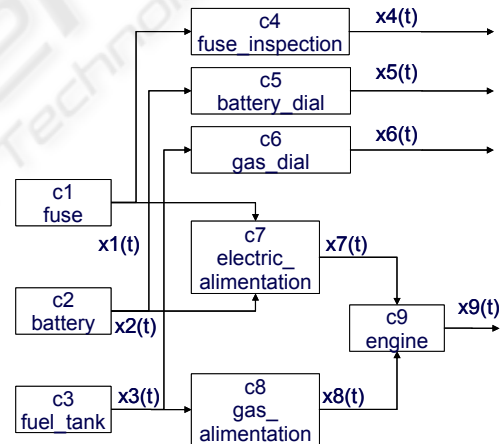 c4
fuse_inspection
x4(t)
c5
battery_dial
x5(t)
c6
gas_dial
x6(t)
c1
fuse
x1(t)
c7
electric_
alimentation
x7(t)
c2
battery
x2(t)
c9
engine
x9(t)
c3
fuel_tank
x3(t)
c8
gas_
alimentation
x8(t)